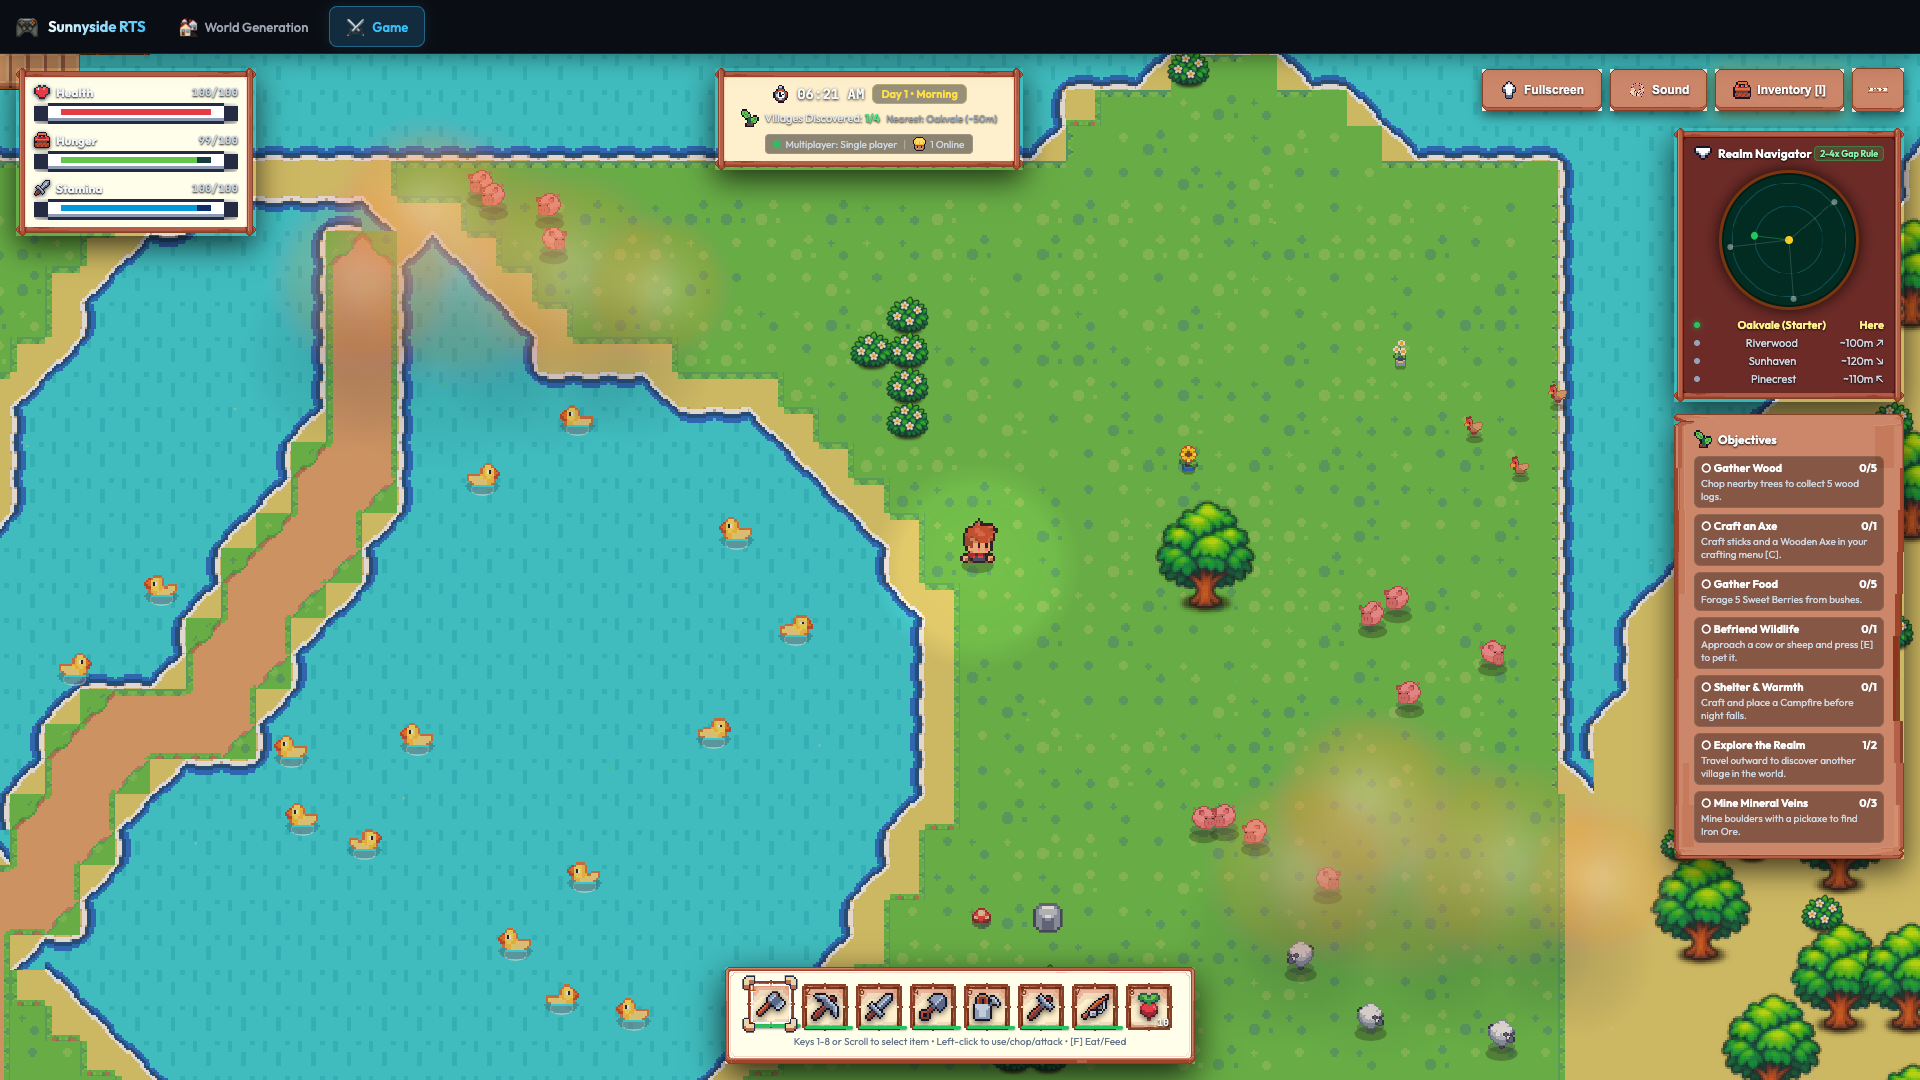 Sunnyside RTS
World Generation
Game
Health 100/100
Hunger 99/100
Stamina 100/100
06:21 AM Day 1 • Morning
Villages Discovered: 1/4 Nearest: Oakvale (~50m)
Multiplayer: Single player | 1 Online
Fullscreen
Sound
Inventory [I]
Realm Navigator 2-4x Gap Rule
Oakvale (Starter) Here
Riverwood ~100m ↗
Sunhaven ~120m ↘
Pinecrest ~110m ↖
Objectives
Gather Wood 0/5
Chop nearby trees to collect 5 wood
logs.
Craft an Axe 0/1
Craft sticks and a Wooden Axe in your
crafting menu [C].
Gather Food 0/5
Forage 5 Sweet Berries from bushes.
Befriend Wildlife 0/1
Approach a cow or sheep and press [E]
to pet it.
Shelter & Warmth 0/1
Craft and place a Campfire before
night falls.
Explore the Realm 1/2
Travel outward to discover another
village in the world.
Mine Mineral Veins 0/3
Mine boulders with a pickaxe to find
Iron Ore.
10
Keys 1-8 or Scroll to select item • Left-click to use/chop/attack • [F] Eat/Feed